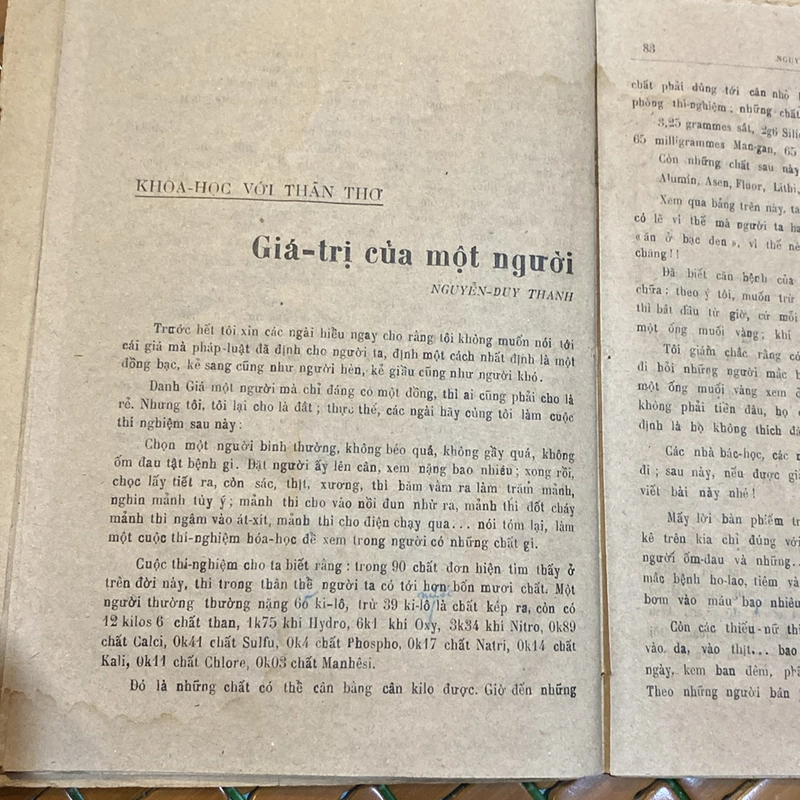 KHÓA-HỌC VỚI THẦN THƠ
Giá-trị của một người
NGUYỄN-DUY THANH
Trước hết tôi xin các ngài hiểu ngay cho rằng tôi không muốn nói tới
cái giá mà pháp-luật đã định cho người ta, định một cách nhất định là một
đồng bạc, kẻ sang cũng như người hèn, kẻ giầu cũng như người khó.
Danh Giá một người mà chỉ đáng có một đồng, thì ai cũng phải cho là
rẻ. Nhưng tôi, tôi lại cho là đắt; thực thế, các ngài hãy cùng tôi làm cuộc
thí nghiệm sau này:
Chọn một người bình thường, không béo quá, không gầy quá, không
ốm đau tật bệnh gì. Đặt người ấy lên cân, xem nặng bao nhiêu; xong rồi,
chọc lấy tiết ra, còn sác, thịt, xương, thì băm vằm ra làm trăm mảnh,
nghìn mảnh tùy ý; mảnh thì cho vào nồi đun nhừ ra, mảnh thì đốt cháy
mảnh thì ngâm vào át-xít, mảnh thì cho điện chạy qua... nói tóm lại, làm
một cuộc thí-nghiệm hóa-học để xem trong người có những chất gì.
Cuộc thí-nghiệm cho ta biết rằng: trong 90 chất đơn hiện tìm thấy ở
trên đời này, thì trong thân thể người ta có tới hơn bốn mươi chất. Một
người thường thường nặng 65 ki-lô, trừ 39 ki-lô là chất kép ra, còn có
12 kilos 6 chất than, 1k75 khí Hydro, 6k1 khí Oxy, 3k34 khí Nitro, 0k89
chất Calci, 0k41 chất Sulfu, 0k4 chất Phospho, 0k17 chất Natri, 0k14 chất
Kali, 0k11 chất Chlore, 0k03 chất Manhêsi.
Đó là những chất có thể cân bằng cân kilo được. Giờ đến những
83
chất phải dùng tới cân nhỏ
phòng thí-nghiệm; những chất
3,25 grammes sắt, 2g6 Sili
65 milligrammes Man-gan, 65
Còn những chất sau này
Alumin, Asen, Fluor, Lithi,
Xem qua bảng trên này, ta
có lẽ vì thế mà người ta ha
« ăn ở bạc đen », vì thế nê
chăng!!
Đã biết căn bệnh của
chữa: theo ý tôi, muốn trừ
thì bắt đầu từ giờ, cứ mỗi
một ống muối vàng; khi
Tôi giám chắc rằng có
đi hỏi những người mắc b
một ống muối vàng xem
không phải tiền đâu, họ
định là họ không thích đâ
Các nhà bác-học, các
đi; sau này, nếu được giả
viết bài này nhé!
Mấy lời bàn phiếm tr
kê trên kia chỉ đúng với
người ốm-đau và những...
mắc bệnh ho-lao, tiêm và
bơm vào máu bao nhiêu
Còn các thiếu-nữ thì
vào da, vào thịt... bao
ngày, kem ban đêm, phấ
Theo những người bán